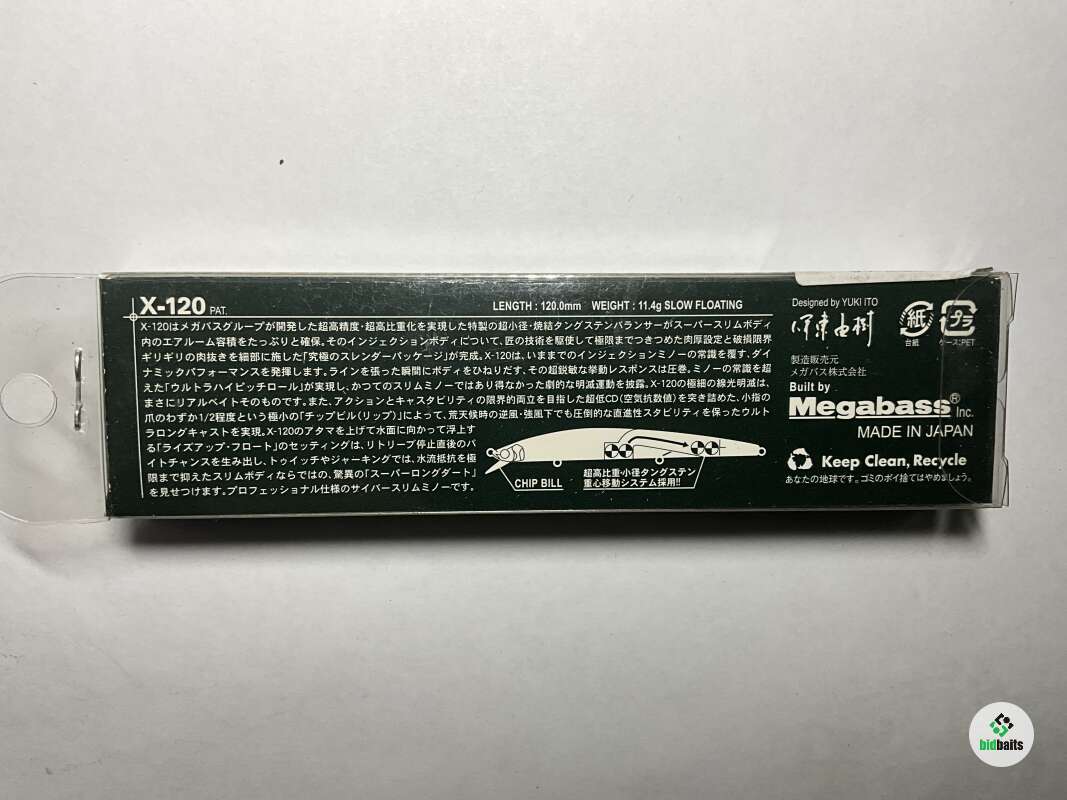 X-120 PAT.
LENGTH : 120.0mm WEIGHT : 11.4g SLOW FLOATING
X-120はメガバスグループが開発した超高精度・超高比重化を実現した特製の超小径・焼結タングステンバランサーがスーパースリムボディ
内のエアルーム容積をたっぷりと確保。そのインジェクションボディについて、匠の技術を駆使して極限までつきつめた肉厚設定と破損限界
ギリギリの肉抜きを細部に施した「究極のスレンダーパッケージ」が完成。X-120は、いままでのインジェクションミノーの常識を覆す、ダイ
ナミックパフォーマンスを発揮します。ラインを張った瞬間にボディをひねりだす、その超鋭敏な挙動レスポンスは圧巻。ミノーの常識を超
えた「ウルトラハイピッチロール」が実現し、かつてのスリムミノーではあり得なかった劇的な明滅運動を披露。X-120の極細の線光明滅は、
まさにリアルベイトそのものです。また、アクションとキャスタビリティの限界的両立を目指した超低CD(空気抗数値)を突き詰めた、小指の
爪のわずか1/2程度という極小の「チップビル(リップ)」によって、荒天候時の逆風・強風下でも圧倒的な直進性スタビリティを保ったウルト
ラロングキャストを実現。X-120のアタマを上げて水面に向かって浮上す
る「ライズアップ・フロート」のセッティングは、リトリーブ停止直後のバ
イトチャンスを生み出し、トゥイッチやジャーキングでは、水流抵抗を極
限まで抑えたスリムボディならではの、驚異の「スーパーロングダート」
を見せつけます。プロフェッショナル仕様のサイバースリムミノーです。
CHIP BILL
超高比重・小径タングステン
重心移動システム採用!!
Designed by YUKI ITO
伊東由樹
紙
台紙
プラ
ケース:PET
製造販売元
メガバス株式会社
Built by
Megabass® Inc.
MADE IN JAPAN
Keep Clean, Recycle
あなたの地球です。ゴミのポイ捨てはやめましょう。
bidbaits